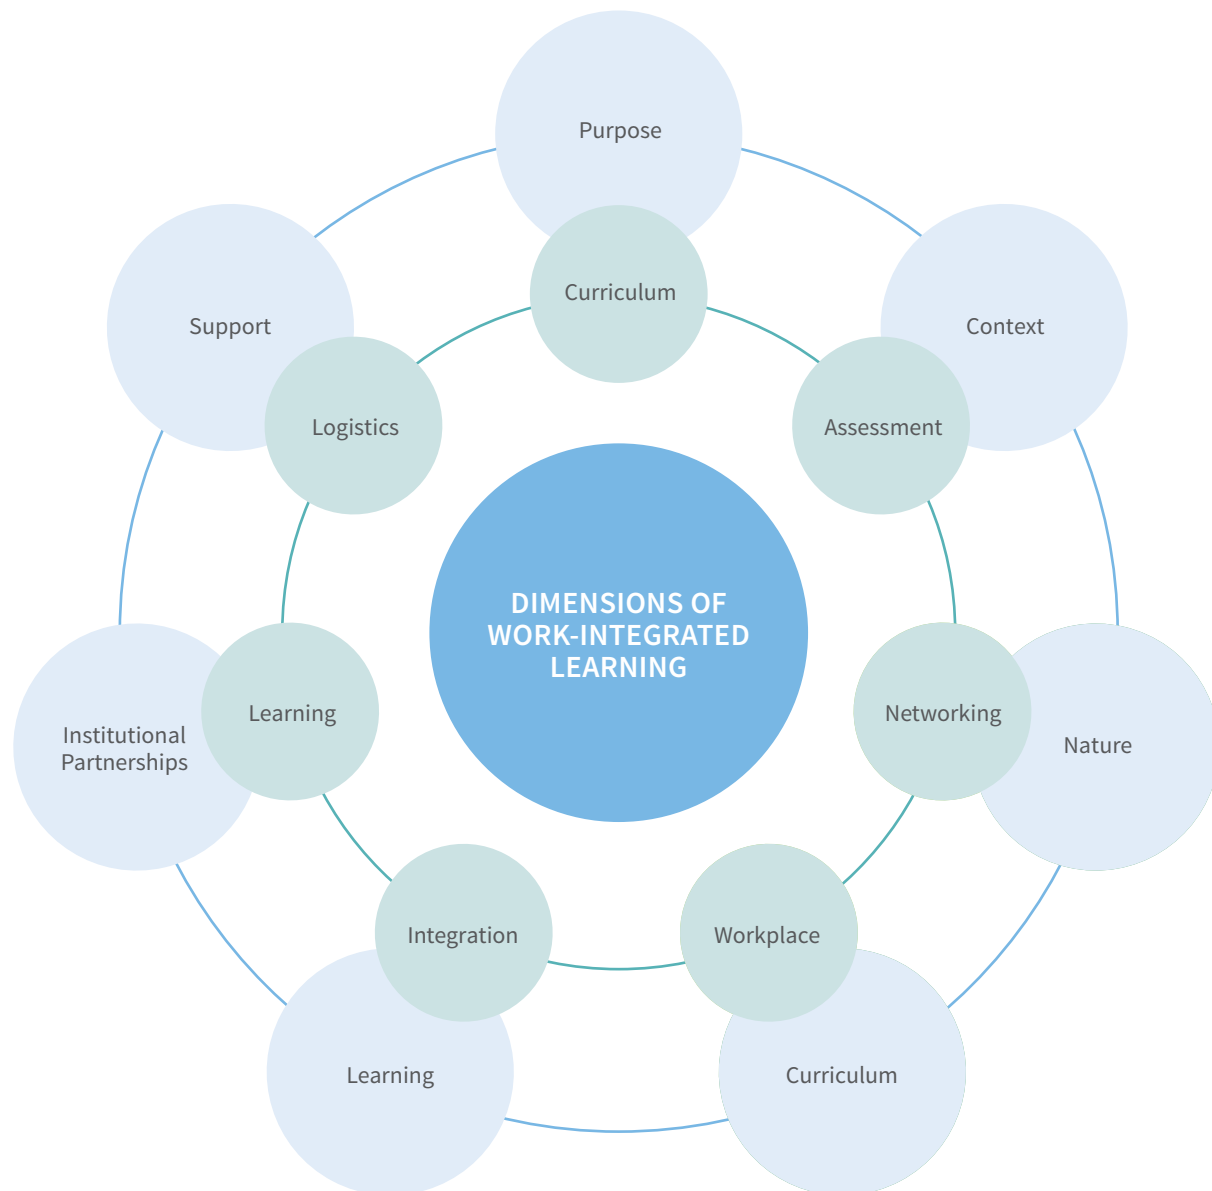 Purpose
Curriculum
Support
Context
Logistics
Assessment
DIMENSIONS OF
WORK-INTEGRATED
LEARNING
Learning
Networking
Institutional
Partnerships
Nature
Integration
Workplace
Learning
Curriculum